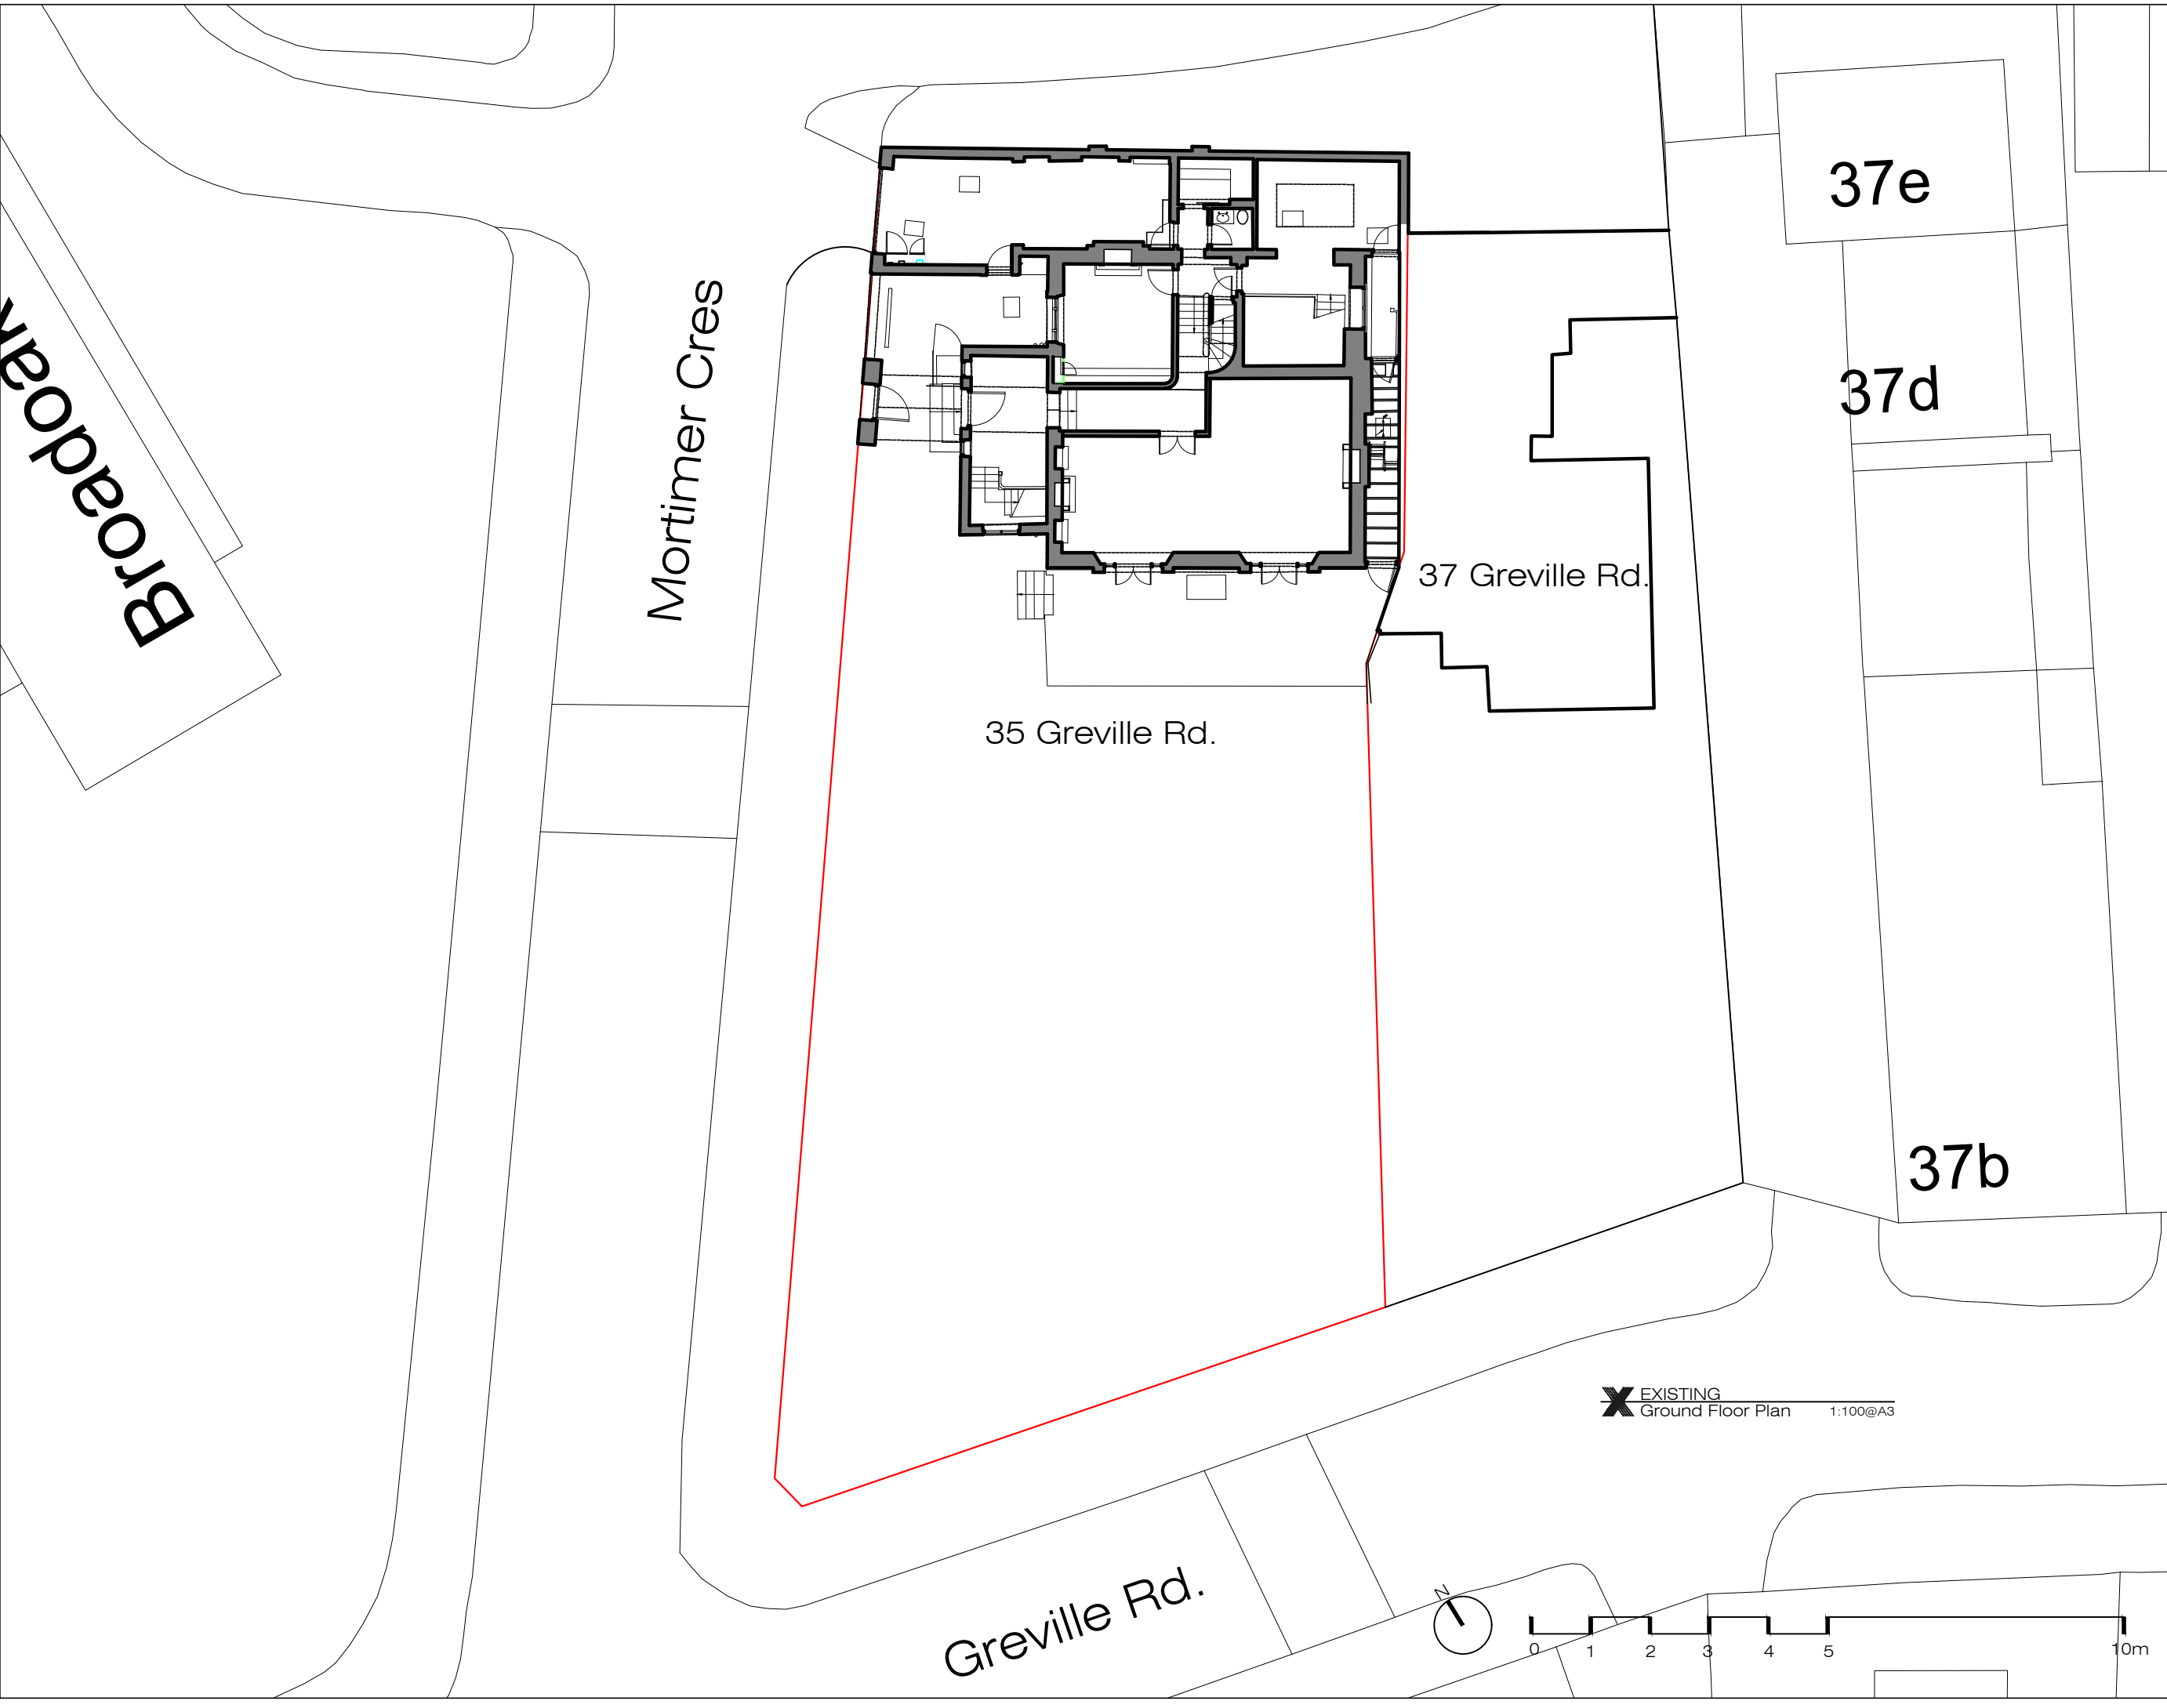 37e
Mortimer Cres
37d
37 Greville Rd.
35 Greville Rd.
37b
EXISTING
Ground Floor Plan 1:100@A3
Greville Rd.
N
0 1 2 3 4 5 10m